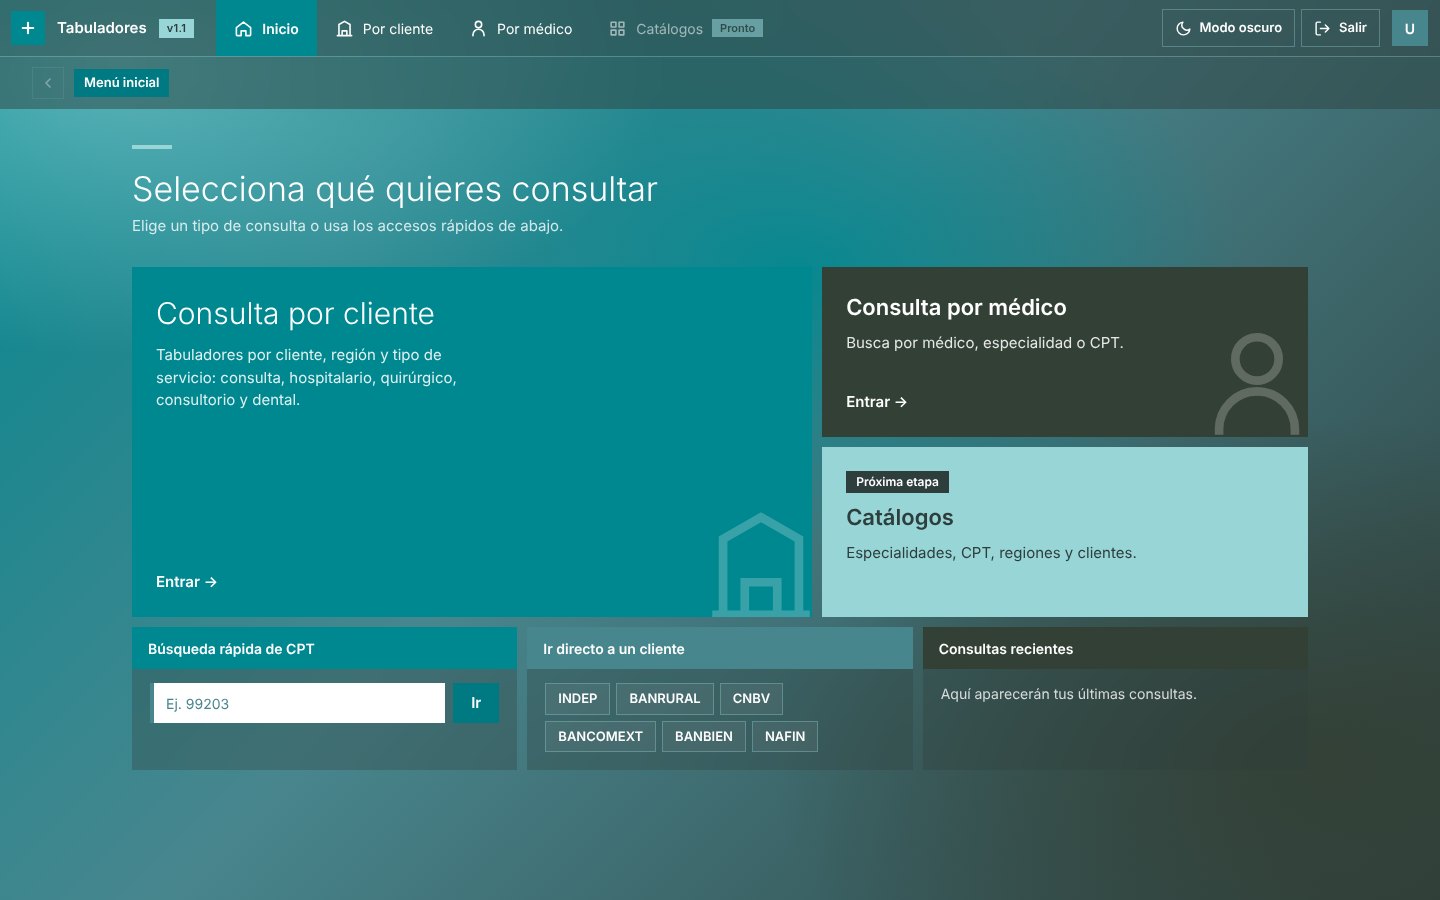 Tabuladores v1.1 Inicio Por cliente Por médico Catálogos Pronto Modo oscuro Salir U
Menú inicial
Selecciona qué quieres consultar
Elige un tipo de consulta o usa los accesos rápidos de abajo.
Consulta por cliente
Tabuladores por cliente, región y tipo de
servicio: consulta, hospitalario, quirúrgico,
consultorio y dental.
Entrar →
Consulta por médico
Busca por médico, especialidad o CPT.
Entrar →
Próxima etapa
Catálogos
Especialidades, CPT, regiones y clientes.
Búsqueda rápida de CPT
Ej. 99203 Ir
Ir directo a un cliente
INDEP BANRURAL CNBV
BANCOMEXT BANBIEN NAFIN
Consultas recientes
Aquí aparecerán tus últimas consultas.